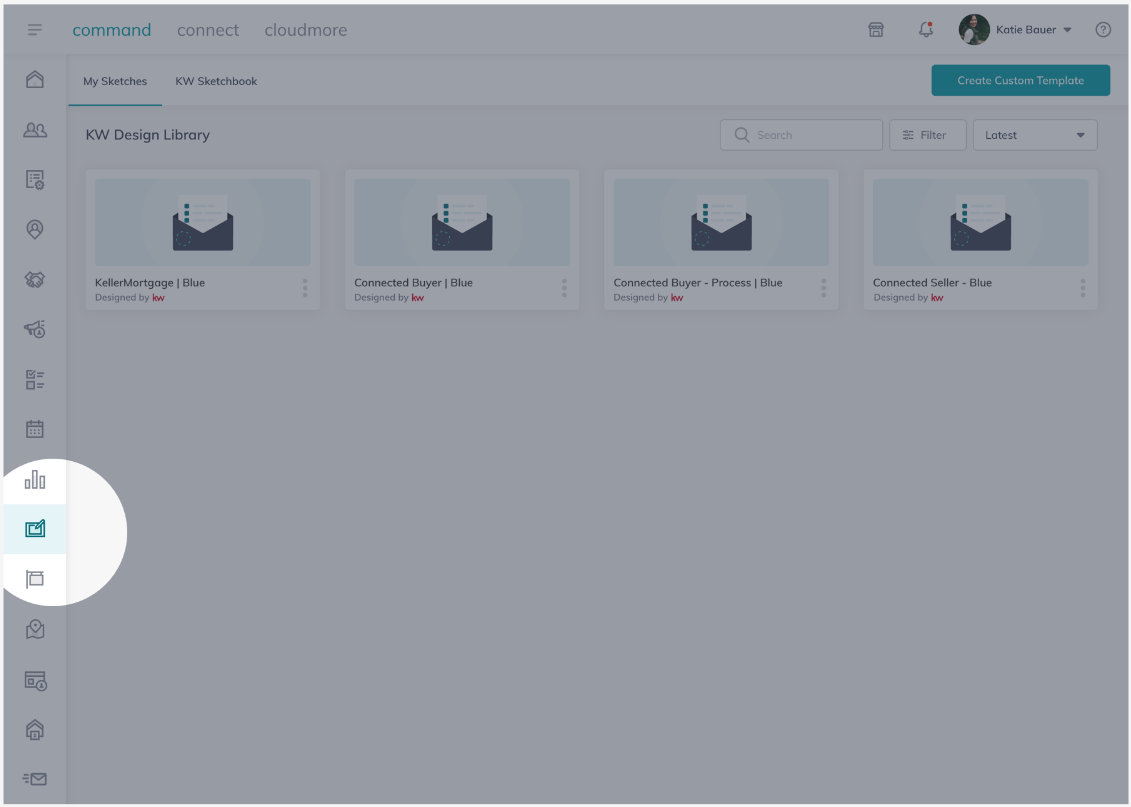 command connect cloudmore Katie Bauer
My Sketches KW Sketchbook Create Custom Template
KW Design Library Search Filter Latest
KellerMortgage | Blue
Designed by kw
Connected Buyer | Blue
Designed by kw
Connected Buyer - Process | Blue
Designed by kw
Connected Seller - Blue
Designed by kw